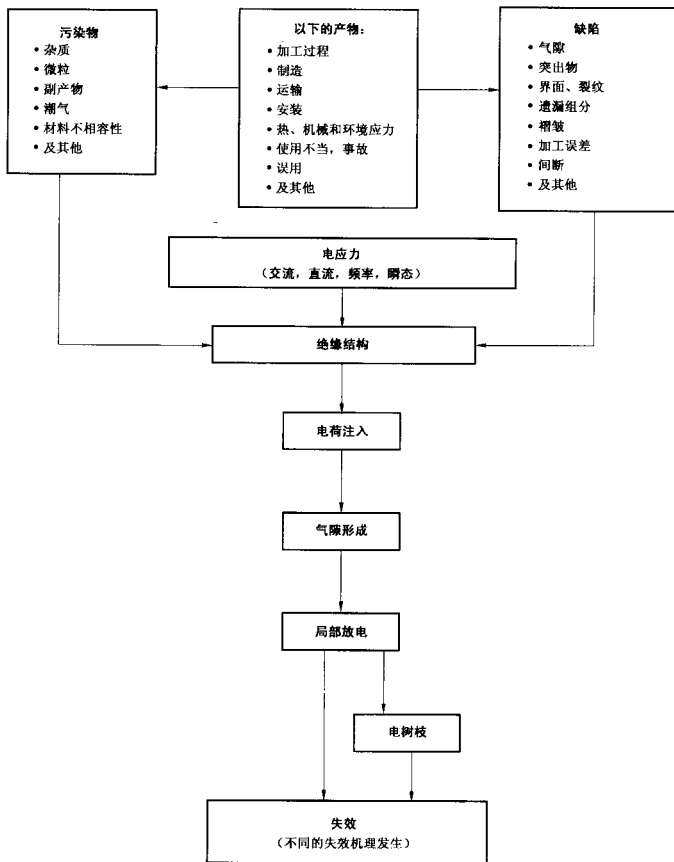 污染物
• 杂质
• 微粒
• 副产物
• 潮气
• 材料不相容性
• 及其他
以下的产物：
• 加工过程
• 制造
• 运输
• 安装
• 热、机械和环境应力
• 使用不当，事故
• 误用
• 及其他
缺陷
• 气隙
• 突出物
• 界面、裂纹
• 遗漏组分
• 褶皱
• 加工误差
• 间断
• 及其他
电应力
（交流，直流，频率，瞬态）
绝缘结构
电荷注入
气隙形成
局部放电
电树枝
失效
（不同的失效机理发生）